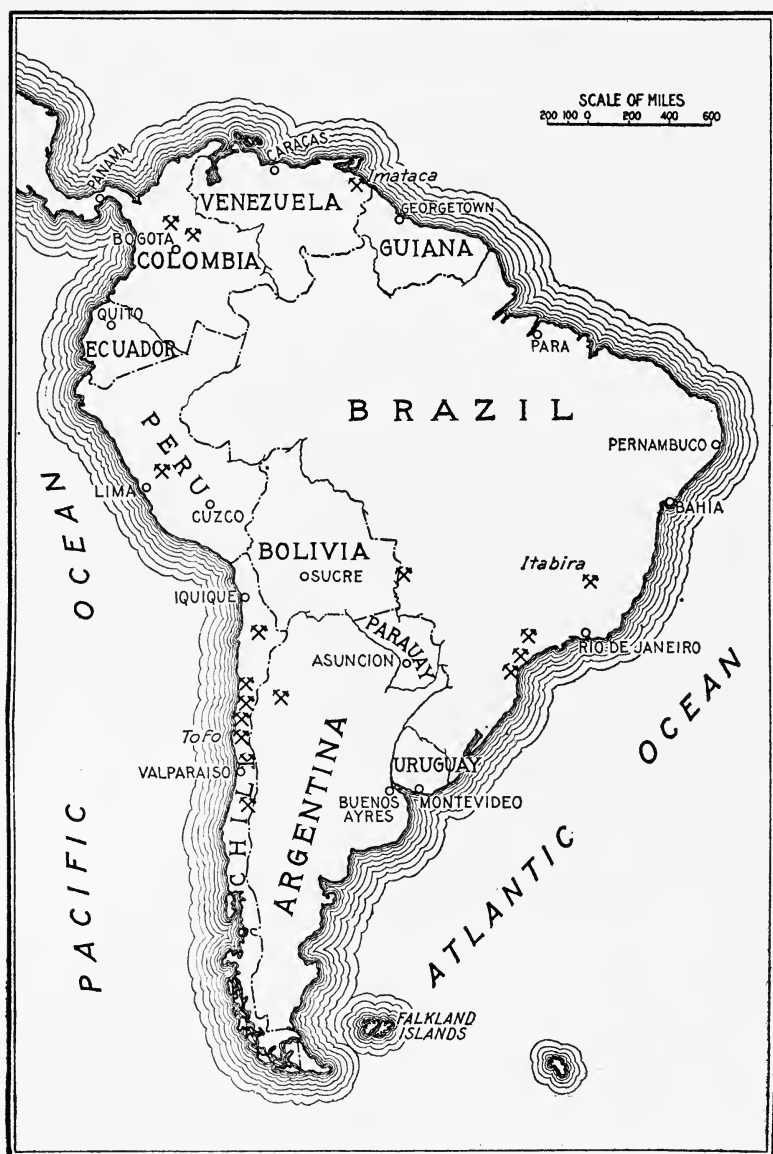 SCALE OF MILES
200 100 0 200 400 600
PANAMA
CARACAS
Imataca
VENEZUELA
GEORGETOWN
BOGOTA
GUIANA
COLOMBIA
QUITO
ECUADOR
PARA
BRAZIL
PERU
PERNAMBUCO
LIMA
CUZCO
BAHIA
BOLIVIA
SUCRE
Itabira
IQUIQUE
PARAUAY
RIO DE JANEIRO
ASUNCION
PACIFIC OCEAN
Tofo
VALPARAISO
CHILE
ARGENTINA
URUGUAY
BUENOS
AYRES
MONTEVIDEO
ATLANTIC OCEAN
FALKLAND
ISLANDS